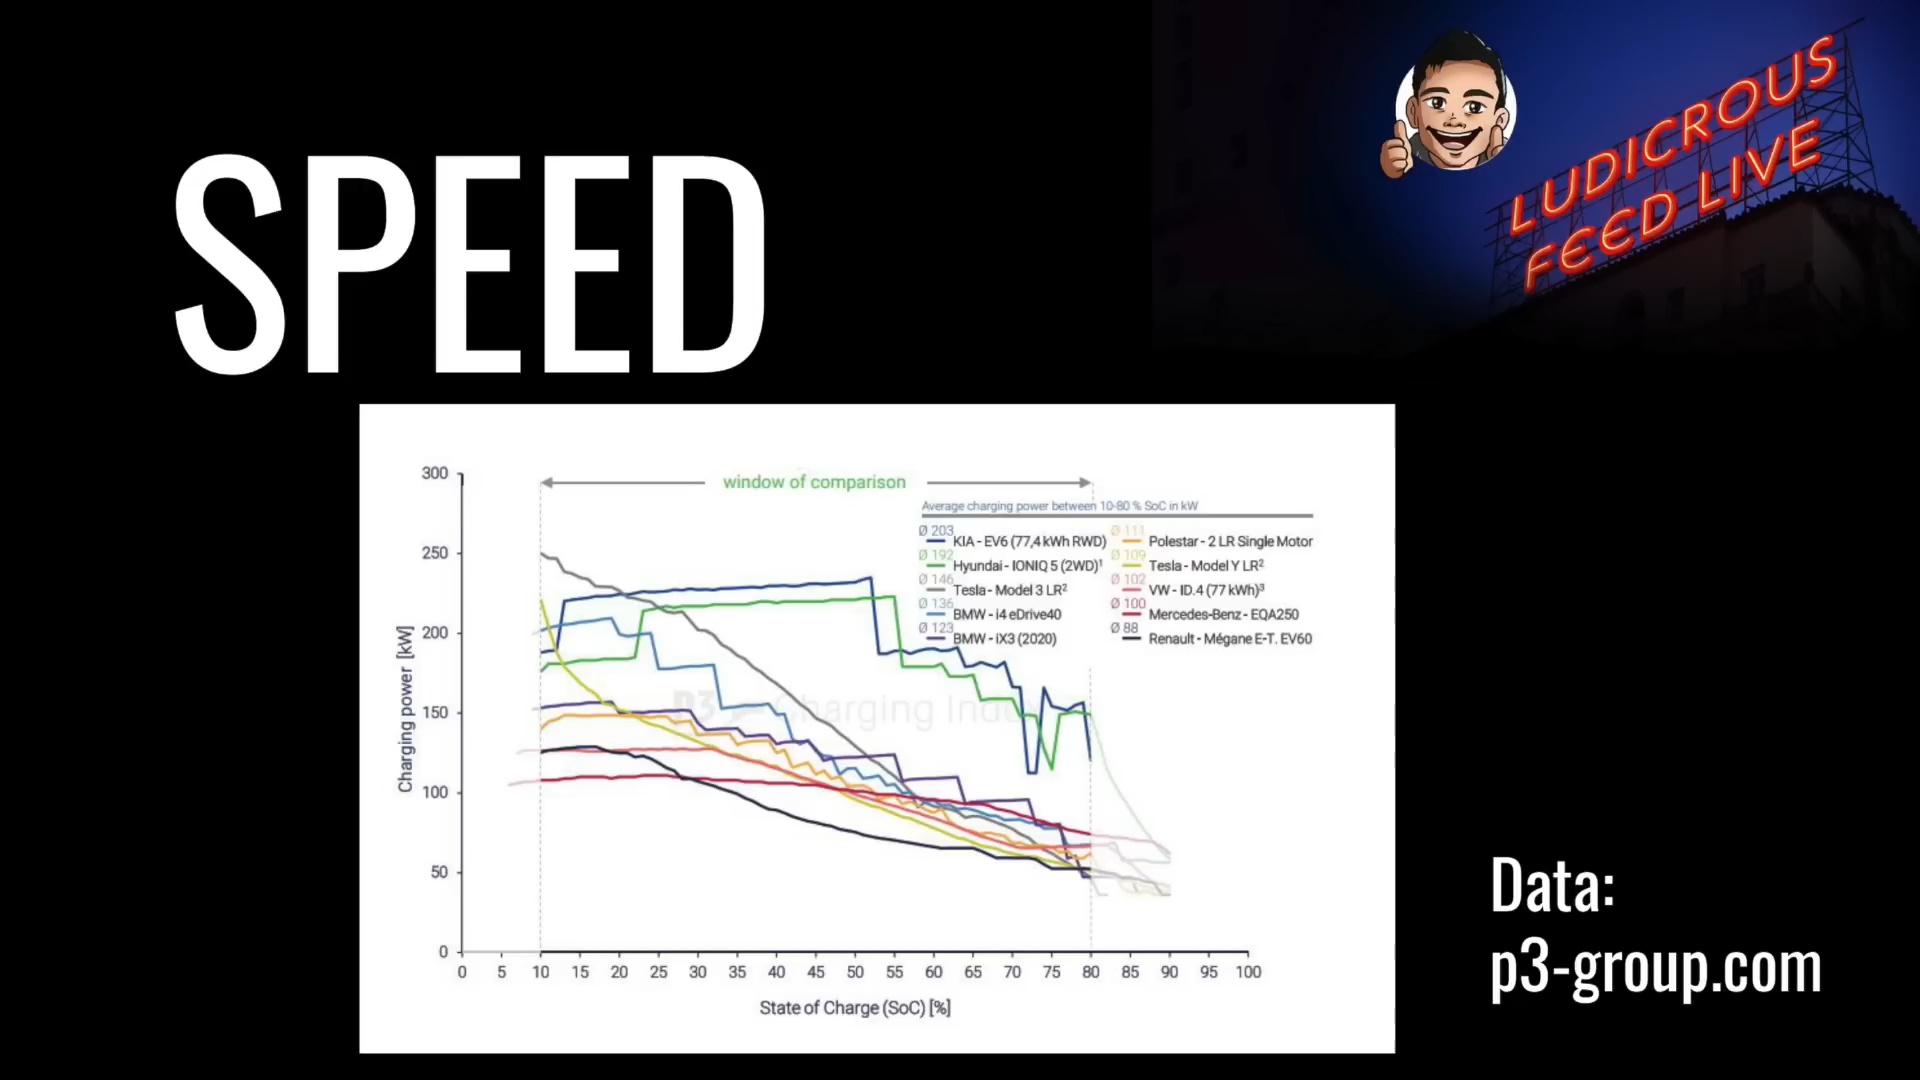 SPEED
LUDICROUS
FEED LIVE
300
250
200
150
100
50
0
Charging power [kW]
window of comparison
Average charging power between 10-80 % SoC in kW
Ø 203
KIA - EV6 (77,4 kWh RWD)
Ø 192
Hyundai - IONIQ 5 (2WD)¹
Ø 146
Tesla - Model 3 LR²
Ø 136
BMW - i4 eDrive40
Ø 123
BMW - iX3 (2020)
Ø 111
Polestar - 2 LR Single Motor
Ø 109
Tesla - Model Y LR²
Ø 102
VW - ID.4 (77 kWh)³
Ø 100
Mercedes-Benz - EQA250
Ø 88
Renault - Mégane E-T. EV60
P3 Charging Index
0 5 10 15 20 25 30 35 40 45 50 55 60 65 70 75 80 85 90 95 100
State of Charge (SoC) [%]
Data:
p3-group.com